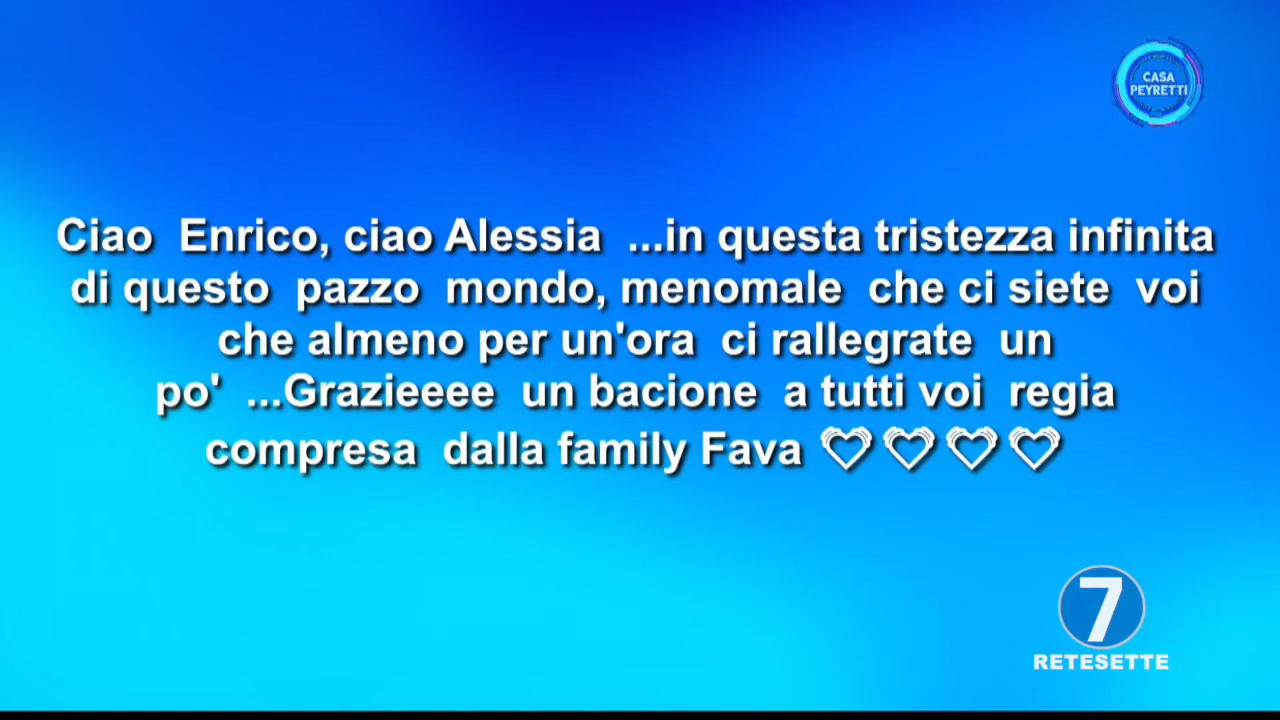 CASA
PEYRETTI
Ciao  Enrico, ciao Alessia  ...in questa tristezza infinita
di questo  pazzo  mondo, menomale  che ci siete  voi
che almeno per un'ora  ci rallegrate  un
po'  ...Grazieeee  un bacione  a tutti voi  regia
compresa  dalla family Fava 💓💓💓💓
7
RETESETTE